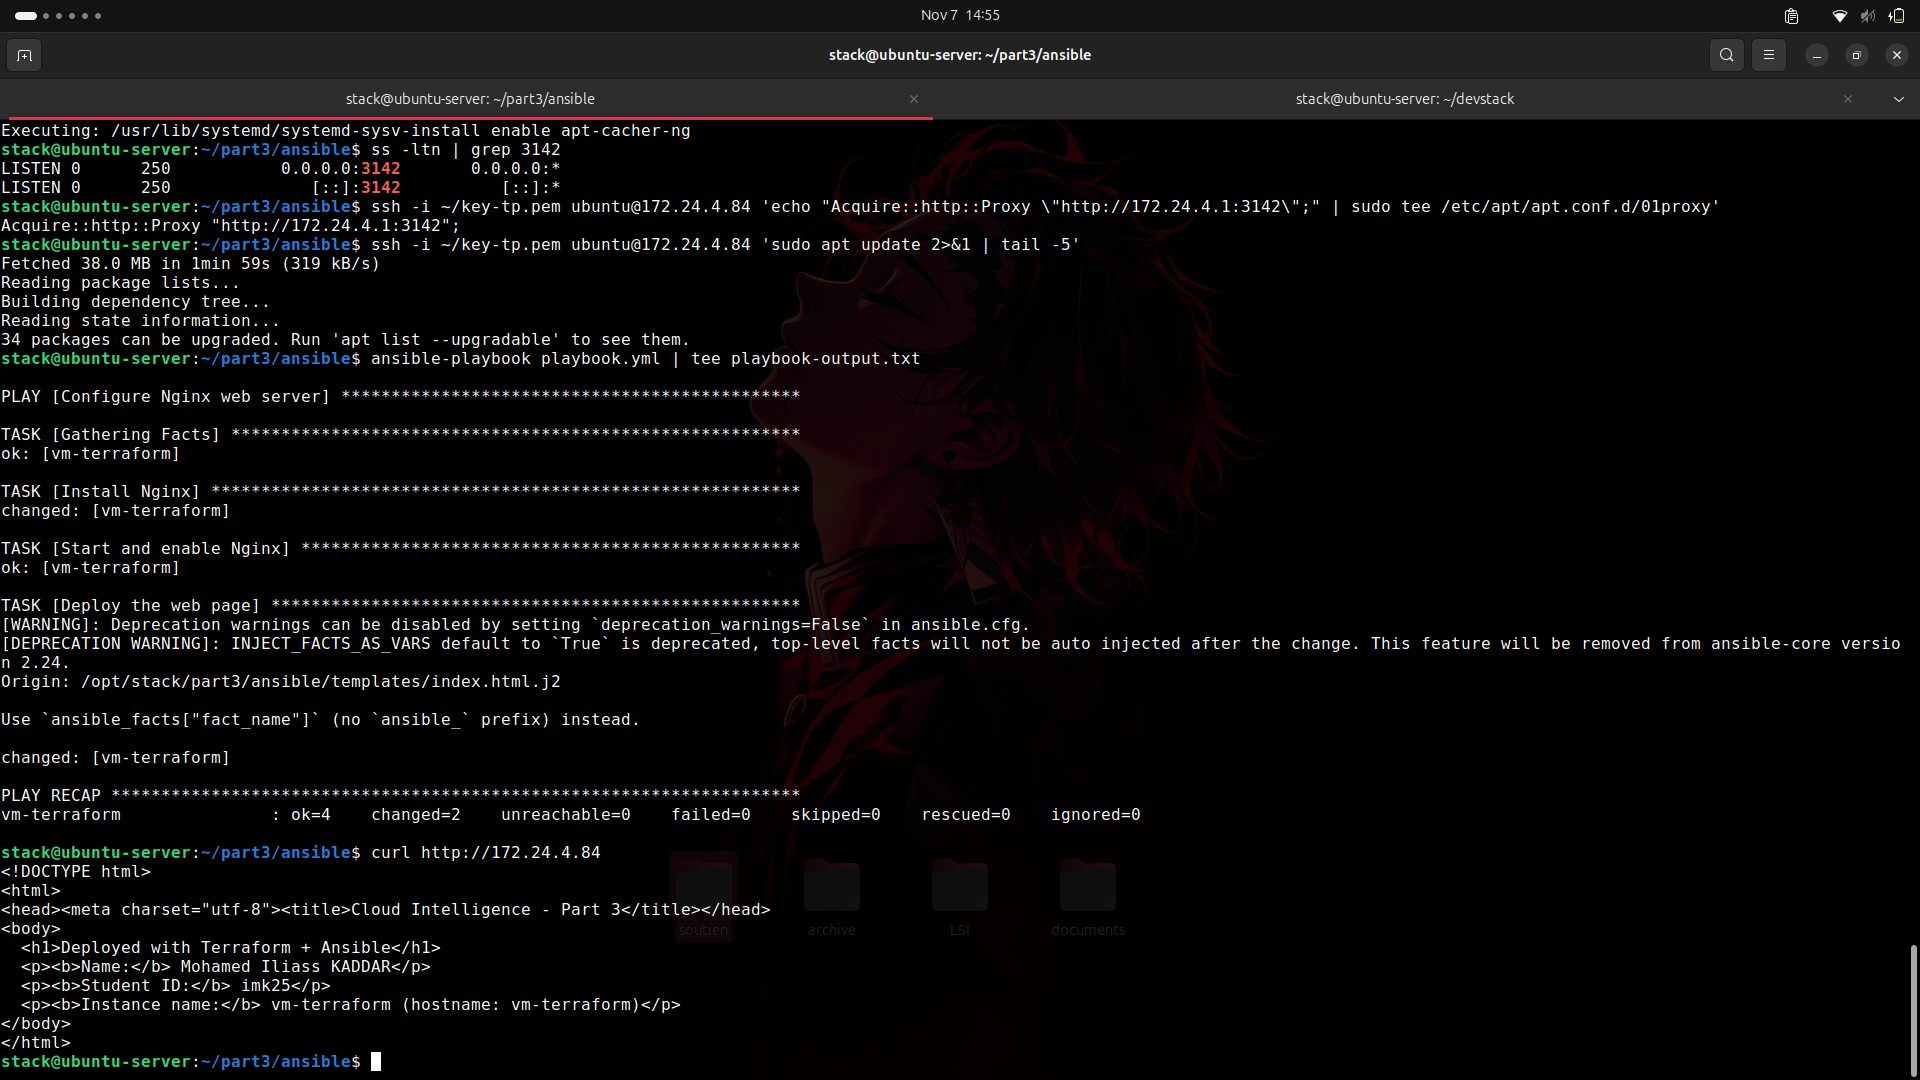 Nov 7 14:55
stack@ubuntu-server: ~/part3/ansible
stack@ubuntu-server: ~/part3/ansible
stack@ubuntu-server: ~/devstack
Executing: /usr/lib/systemd/systemd-sysv-install enable apt-cacher-ng
stack@ubuntu-server:~/part3/ansible$ ss -ltn | grep 3142
LISTEN 0      250           0.0.0.0:3142       0.0.0.0:*
LISTEN 0      250              [::]:3142          [::]:*
stack@ubuntu-server:~/part3/ansible$ ssh -i ~/key-tp.pem ubuntu@172.24.4.84 'echo "Acquire::http::Proxy \"http://172.24.4.1:3142\";" | sudo tee /etc/apt/apt.conf.d/01proxy'
Acquire::http::Proxy "http://172.24.4.1:3142";
stack@ubuntu-server:~/part3/ansible$ ssh -i ~/key-tp.pem ubuntu@172.24.4.84 'sudo apt update 2>&1 | tail -5'
Fetched 38.0 MB in 1min 59s (319 kB/s)
Reading package lists...
Building dependency tree...
Reading state information...
34 packages can be upgraded. Run 'apt list --upgradable' to see them.
stack@ubuntu-server:~/part3/ansible$ ansible-playbook playbook.yml | tee playbook-output.txt
PLAY [Configure Nginx web server] **********************************************
TASK [Gathering Facts] *********************************************************
ok: [vm-terraform]
TASK [Install Nginx] ***********************************************************
changed: [vm-terraform]
TASK [Start and enable Nginx] **************************************************
ok: [vm-terraform]
TASK [Deploy the web page] *****************************************************
[WARNING]: Deprecation warnings can be disabled by setting `deprecation_warnings=False` in ansible.cfg.
[DEPRECATION WARNING]: INJECT_FACTS_AS_VARS default to `True` is deprecated, top-level facts will not be auto injected after the change. This feature will be removed from ansible-core versio
n 2.24.
Origin: /opt/stack/part3/ansible/templates/index.html.j2
Use `ansible_facts["fact_name"]` (no `ansible_` prefix) instead.
changed: [vm-terraform]
PLAY RECAP *********************************************************************
vm-terraform               : ok=4    changed=2    unreachable=0    failed=0    skipped=0    rescued=0    ignored=0
stack@ubuntu-server:~/part3/ansible$ curl http://172.24.4.84
<!DOCTYPE html>
<html>
<head><meta charset="utf-8"><title>Cloud Intelligence - Part 3</title></head>
<body>
  <h1>Deployed with Terraform + Ansible</h1>
  <p><b>Name:</b> Mohamed Iliass KADDAR</p>
  <p><b>Student ID:</b> imk25</p>
  <p><b>Instance name:</b> vm-terraform (hostname: vm-terraform)</p>
</body>
</html>
stack@ubuntu-server:~/part3/ansible$
soutien
archive
LSI
documents